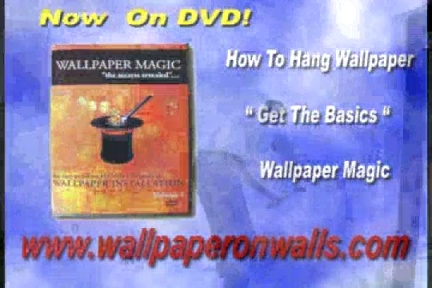 Now On DVD!
WALLPAPER MAGIC
"the secrets revealed"...
WALLPAPER INSTALLATION
How To Hang Wallpaper
" Get The Basics "
Wallpaper Magic
www.wallpaperonwalls.com